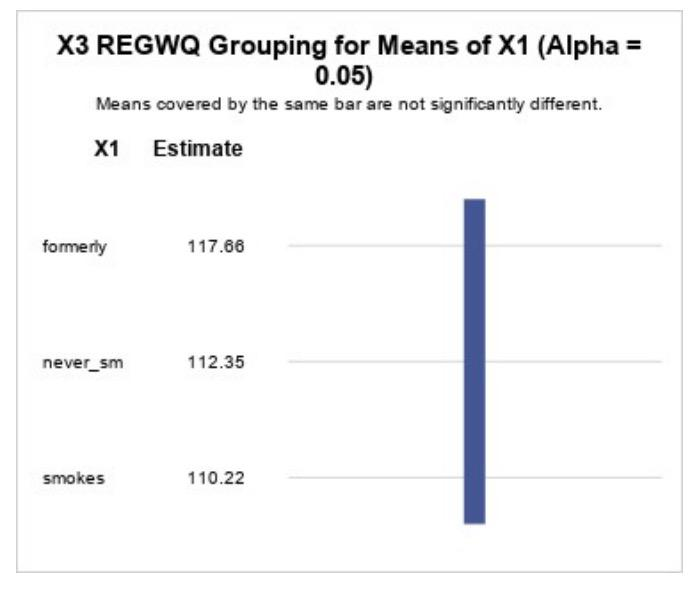 X3 REGWQ Grouping for Means of X1 (Alpha =
0.05)
Means covered by the same bar are not significantly different.
X1 Estimate
formerly 117.66
never_sm 112.35
smokes 110.22